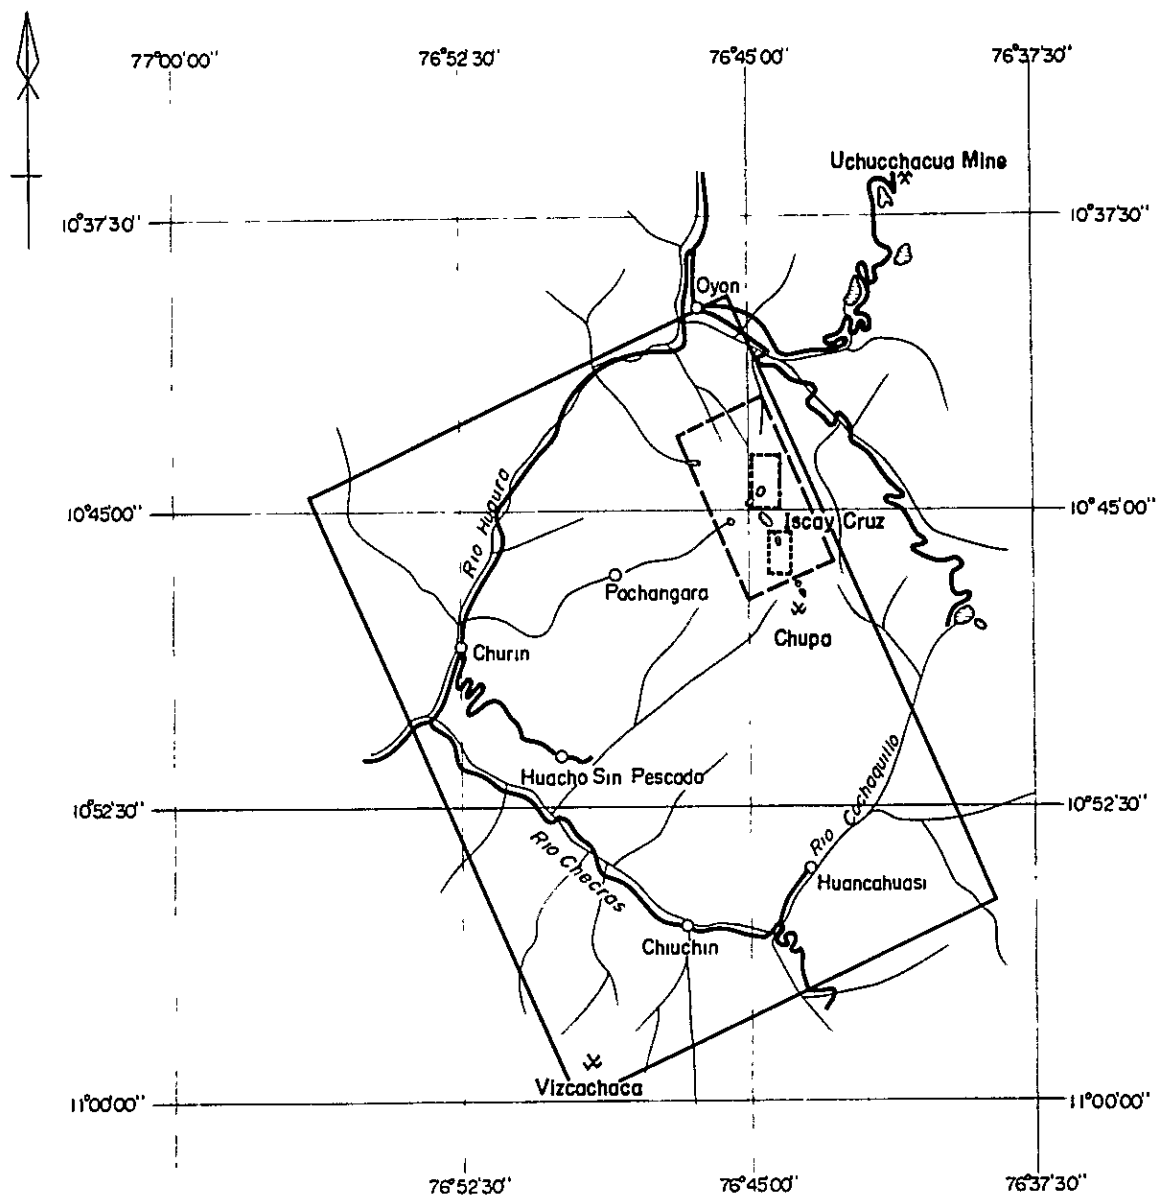 77°00'00"
76°52'30"
76°45'00"
76°37'30"
Uchucchacua Mine
10°37'30"
10°37'30"
Oyon
Rio Huaura
10°45'00"
10°45'00"
Iscay Cruz
Pachangara
Churin
Chupa
Huacho Sin Pescado
Rio Cochaquillo
10°52'30"
10°52'30"
Rio Checras
Huancahuasi
Chiuchin
Vizcachaca
11°00'00"
11°00'00"
76°52'30"
76°45'00"
76°37'30"